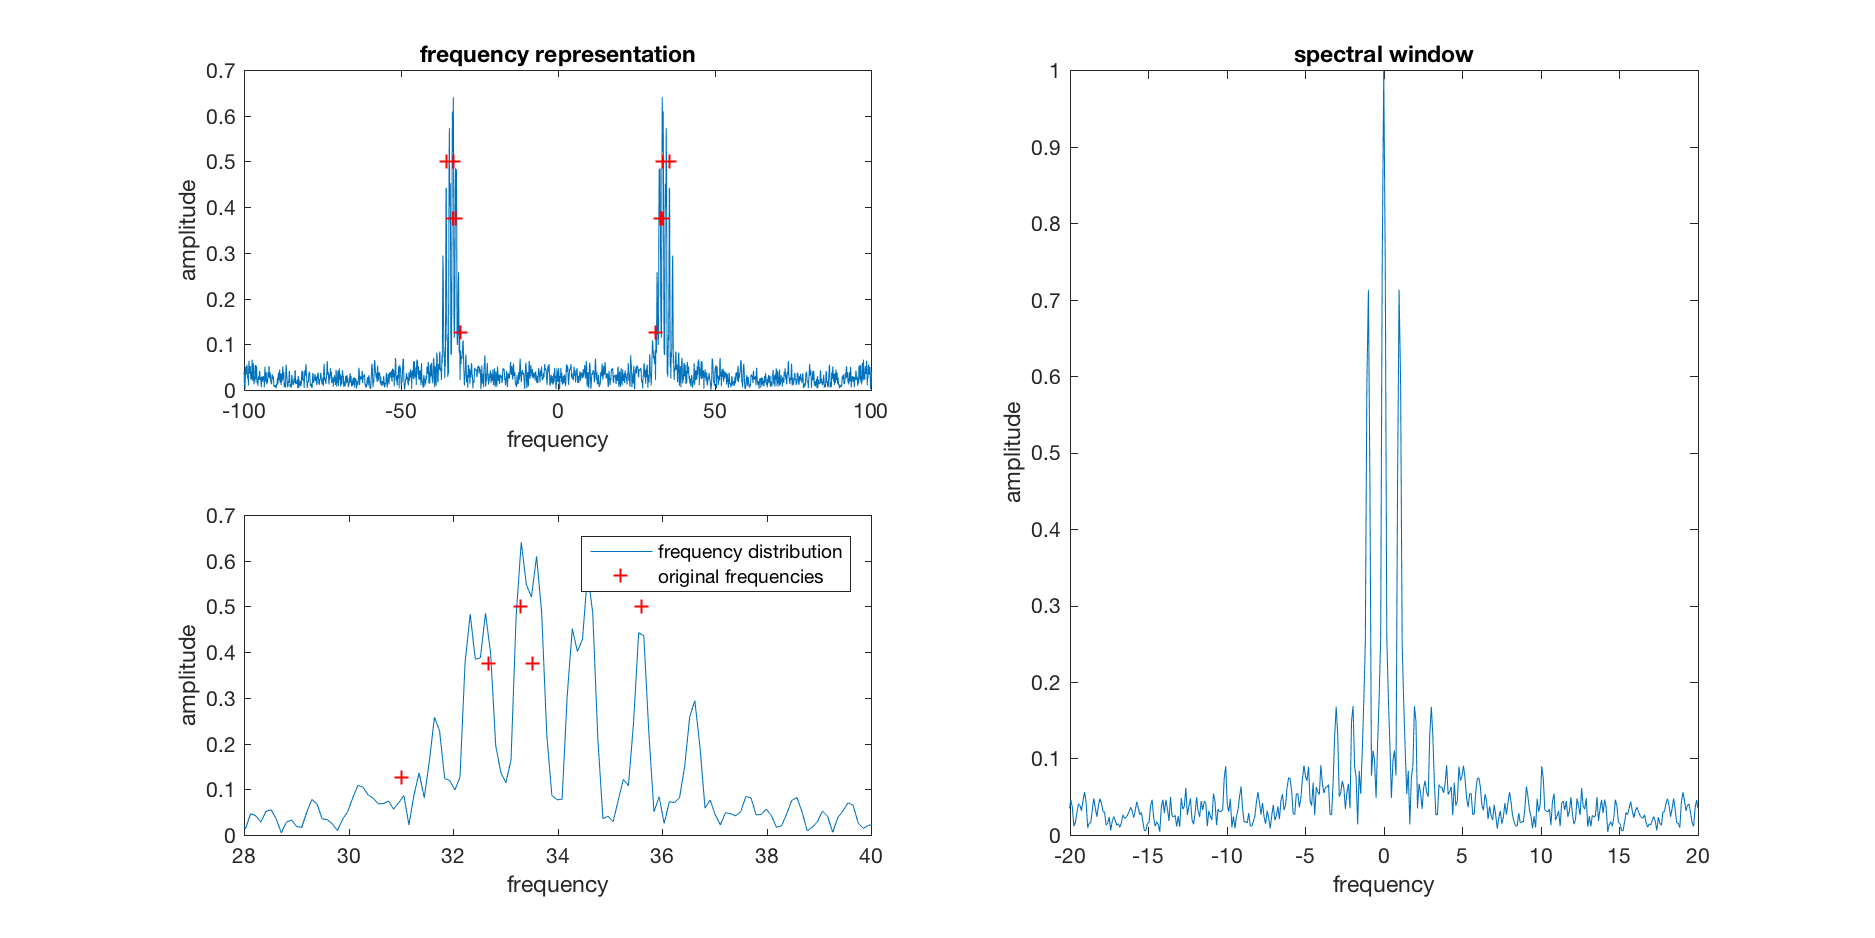 frequency representation
0.7
0.6
0.5
0.4
0.3
0.2
0.1
0
amplitude
-100 -50 0 50 100
frequency
0.7
0.6
0.5
0.4
0.3
0.2
0.1
0
amplitude
frequency distribution
original frequencies
28 30 32 34 36 38 40
frequency
spectral window
1
0.9
0.8
0.7
0.6
0.5
0.4
0.3
0.2
0.1
0
amplitude
-20 -15 -10 -5 0 5 10 15 20
frequency